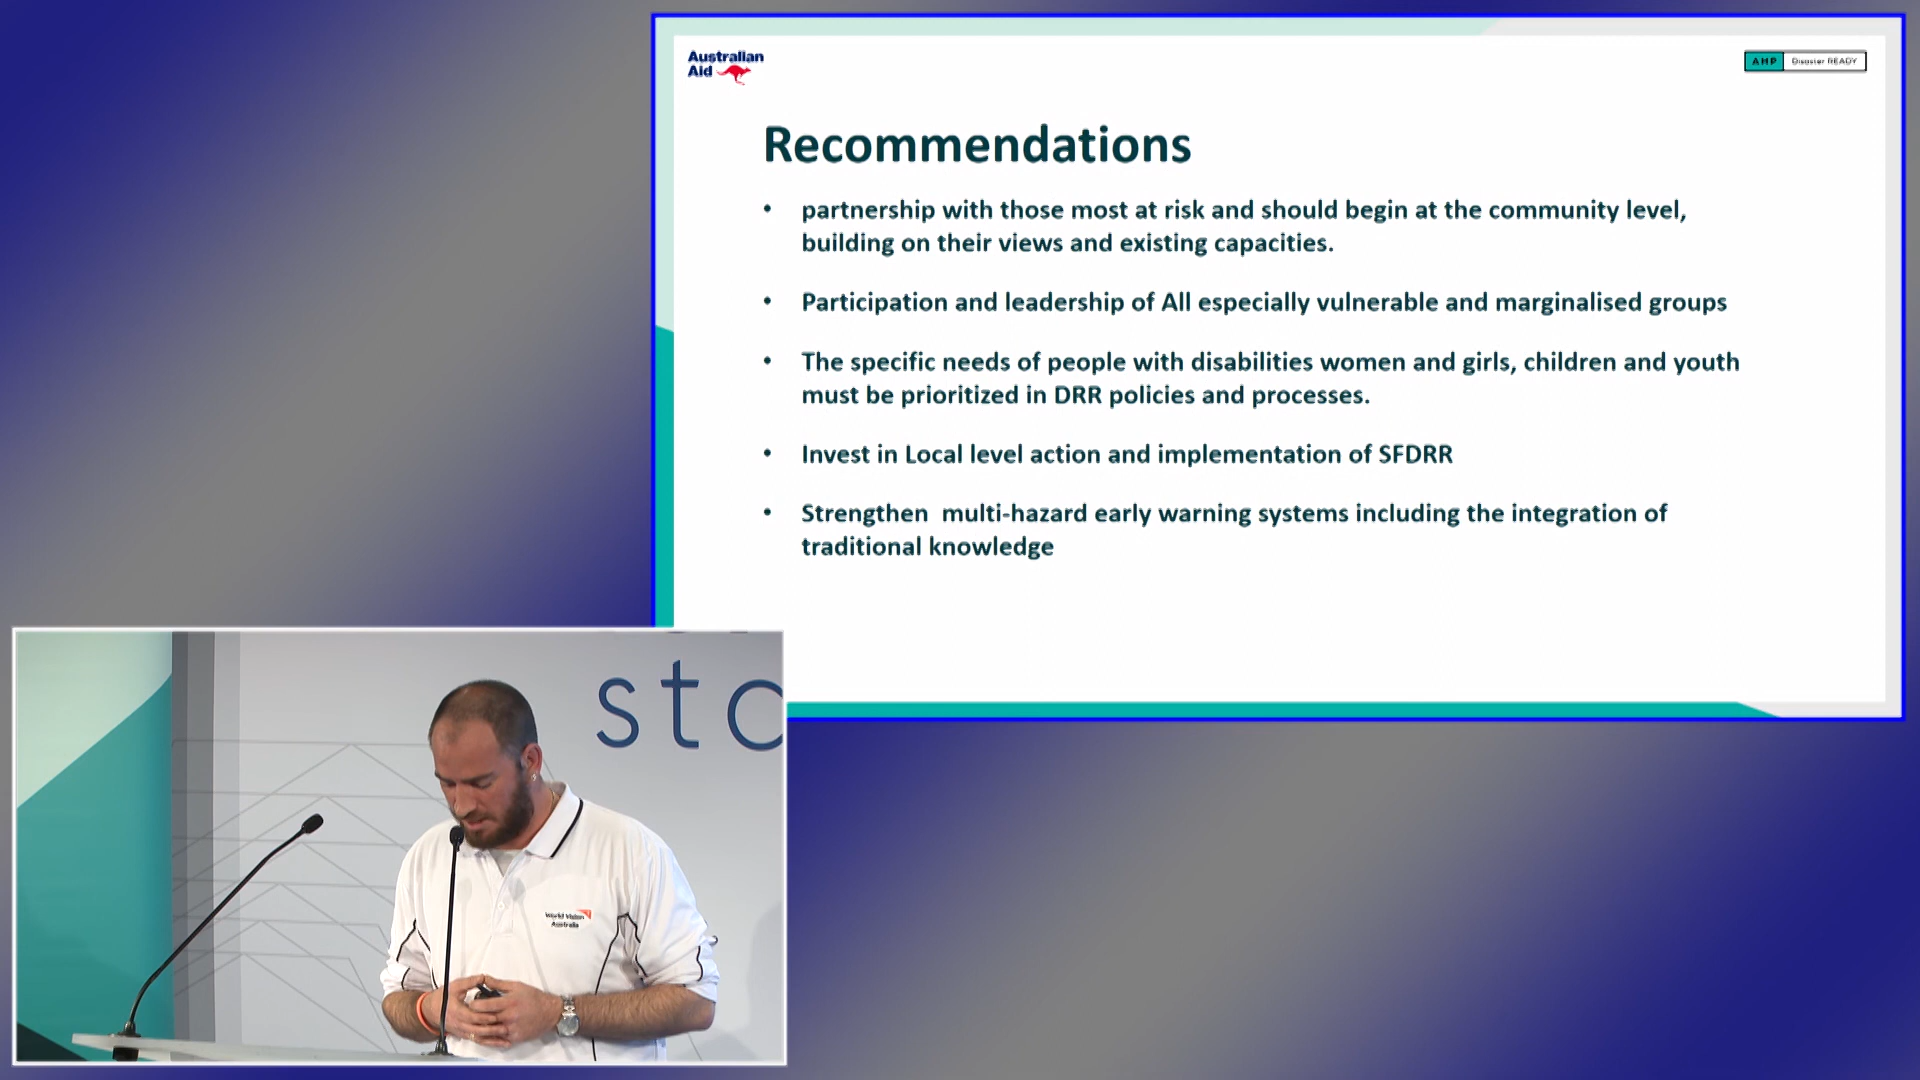 Australian
Aid
AHP Disaster READY
Recommendations
• partnership with those most at risk and should begin at the community level,
building on their views and existing capacities.
• Participation and leadership of All especially vulnerable and marginalised groups
• The specific needs of people with disabilities women and girls, children and youth
must be prioritized in DRR policies and processes.
• Invest in Local level action and implementation of SFDRR
• Strengthen  multi-hazard early warning systems including the integration of
traditional knowledge
sto
World Vision
Australia